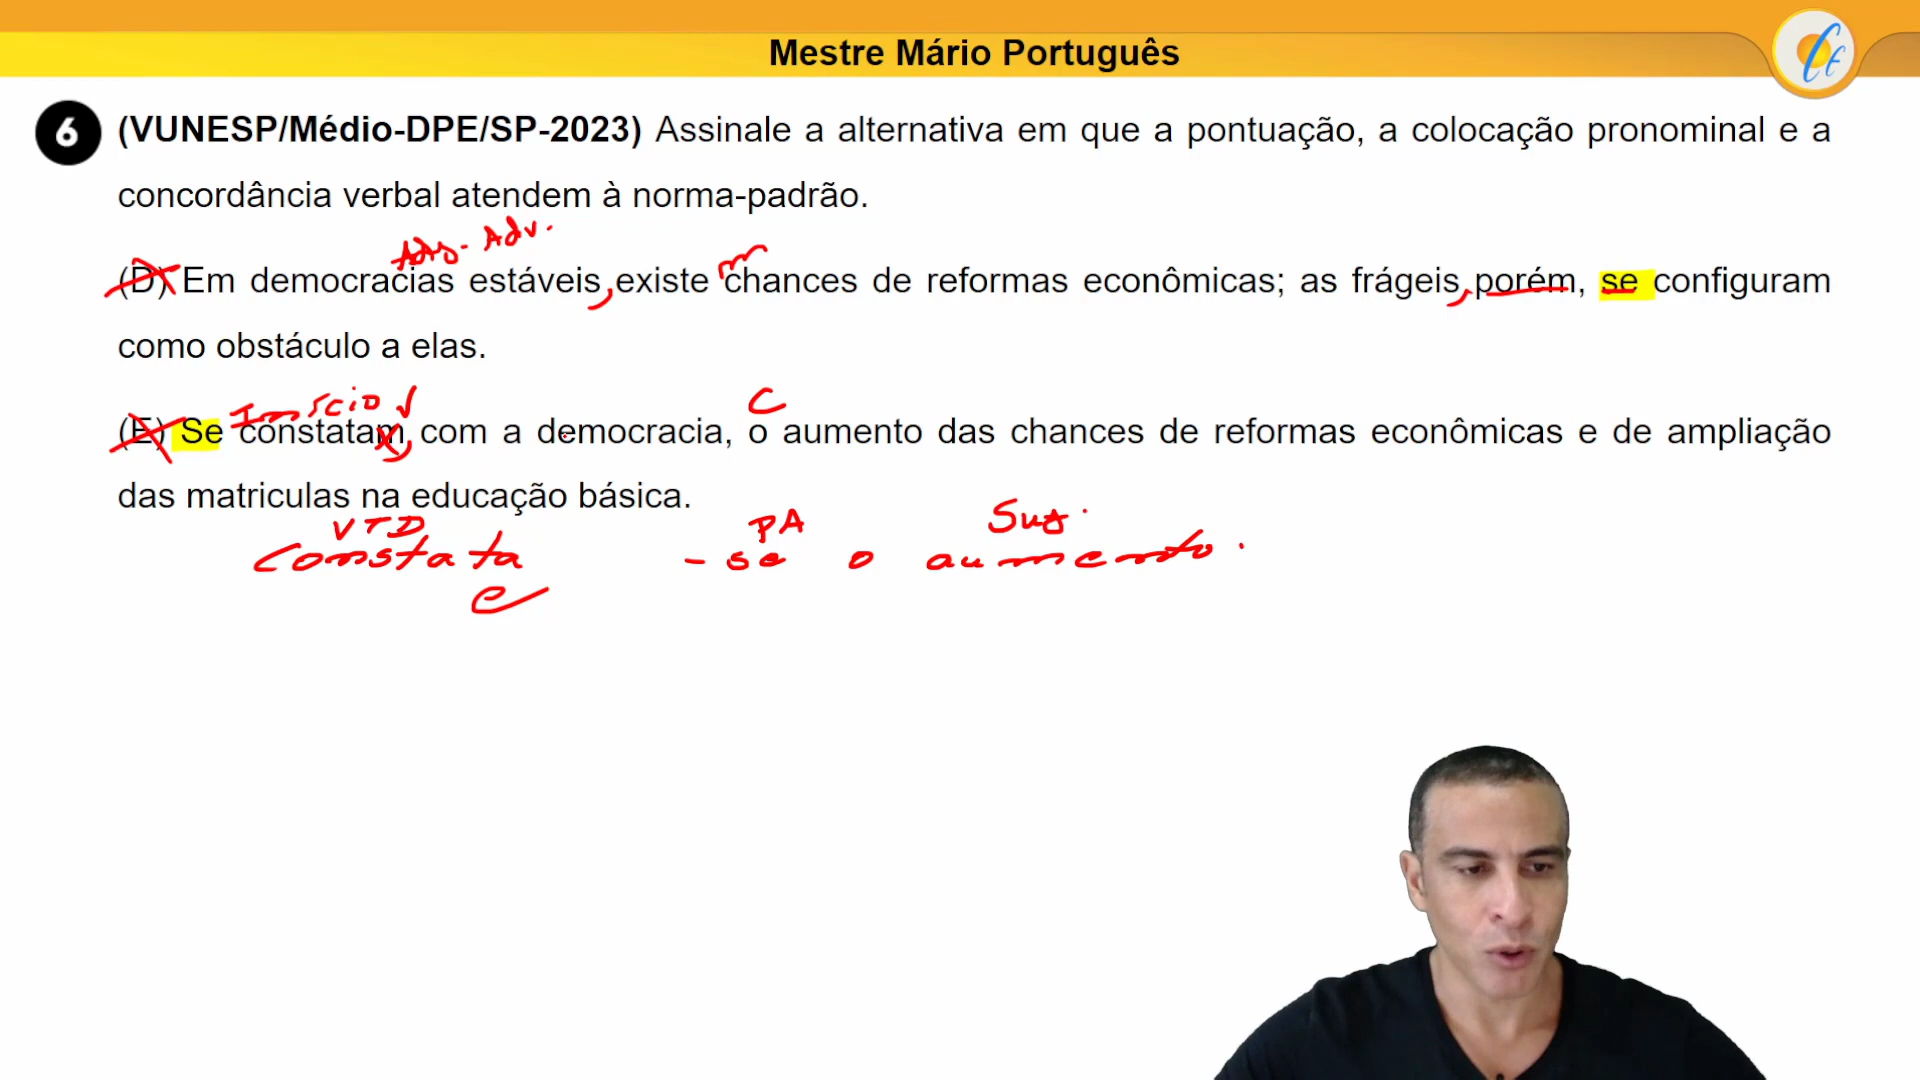 Mestre Mário Português
6 (VUNESP/Médio-DPE/SP-2023) Assinale a alternativa em que a pontuação, a colocação pronominal e a
concordância verbal atendem à norma-padrão.
Adj. Adv.
(D) Em democracias estáveis, existe chances de reformas econômicas; as frágeis, porém, se configuram
como obstáculo a elas.
Início √ C
(E) Se constatam, com a democracia, o aumento das chances de reformas econômicas e de ampliação
das matriculas na educação básica.
VTD PA Suj.
constata -se o aumento.
e